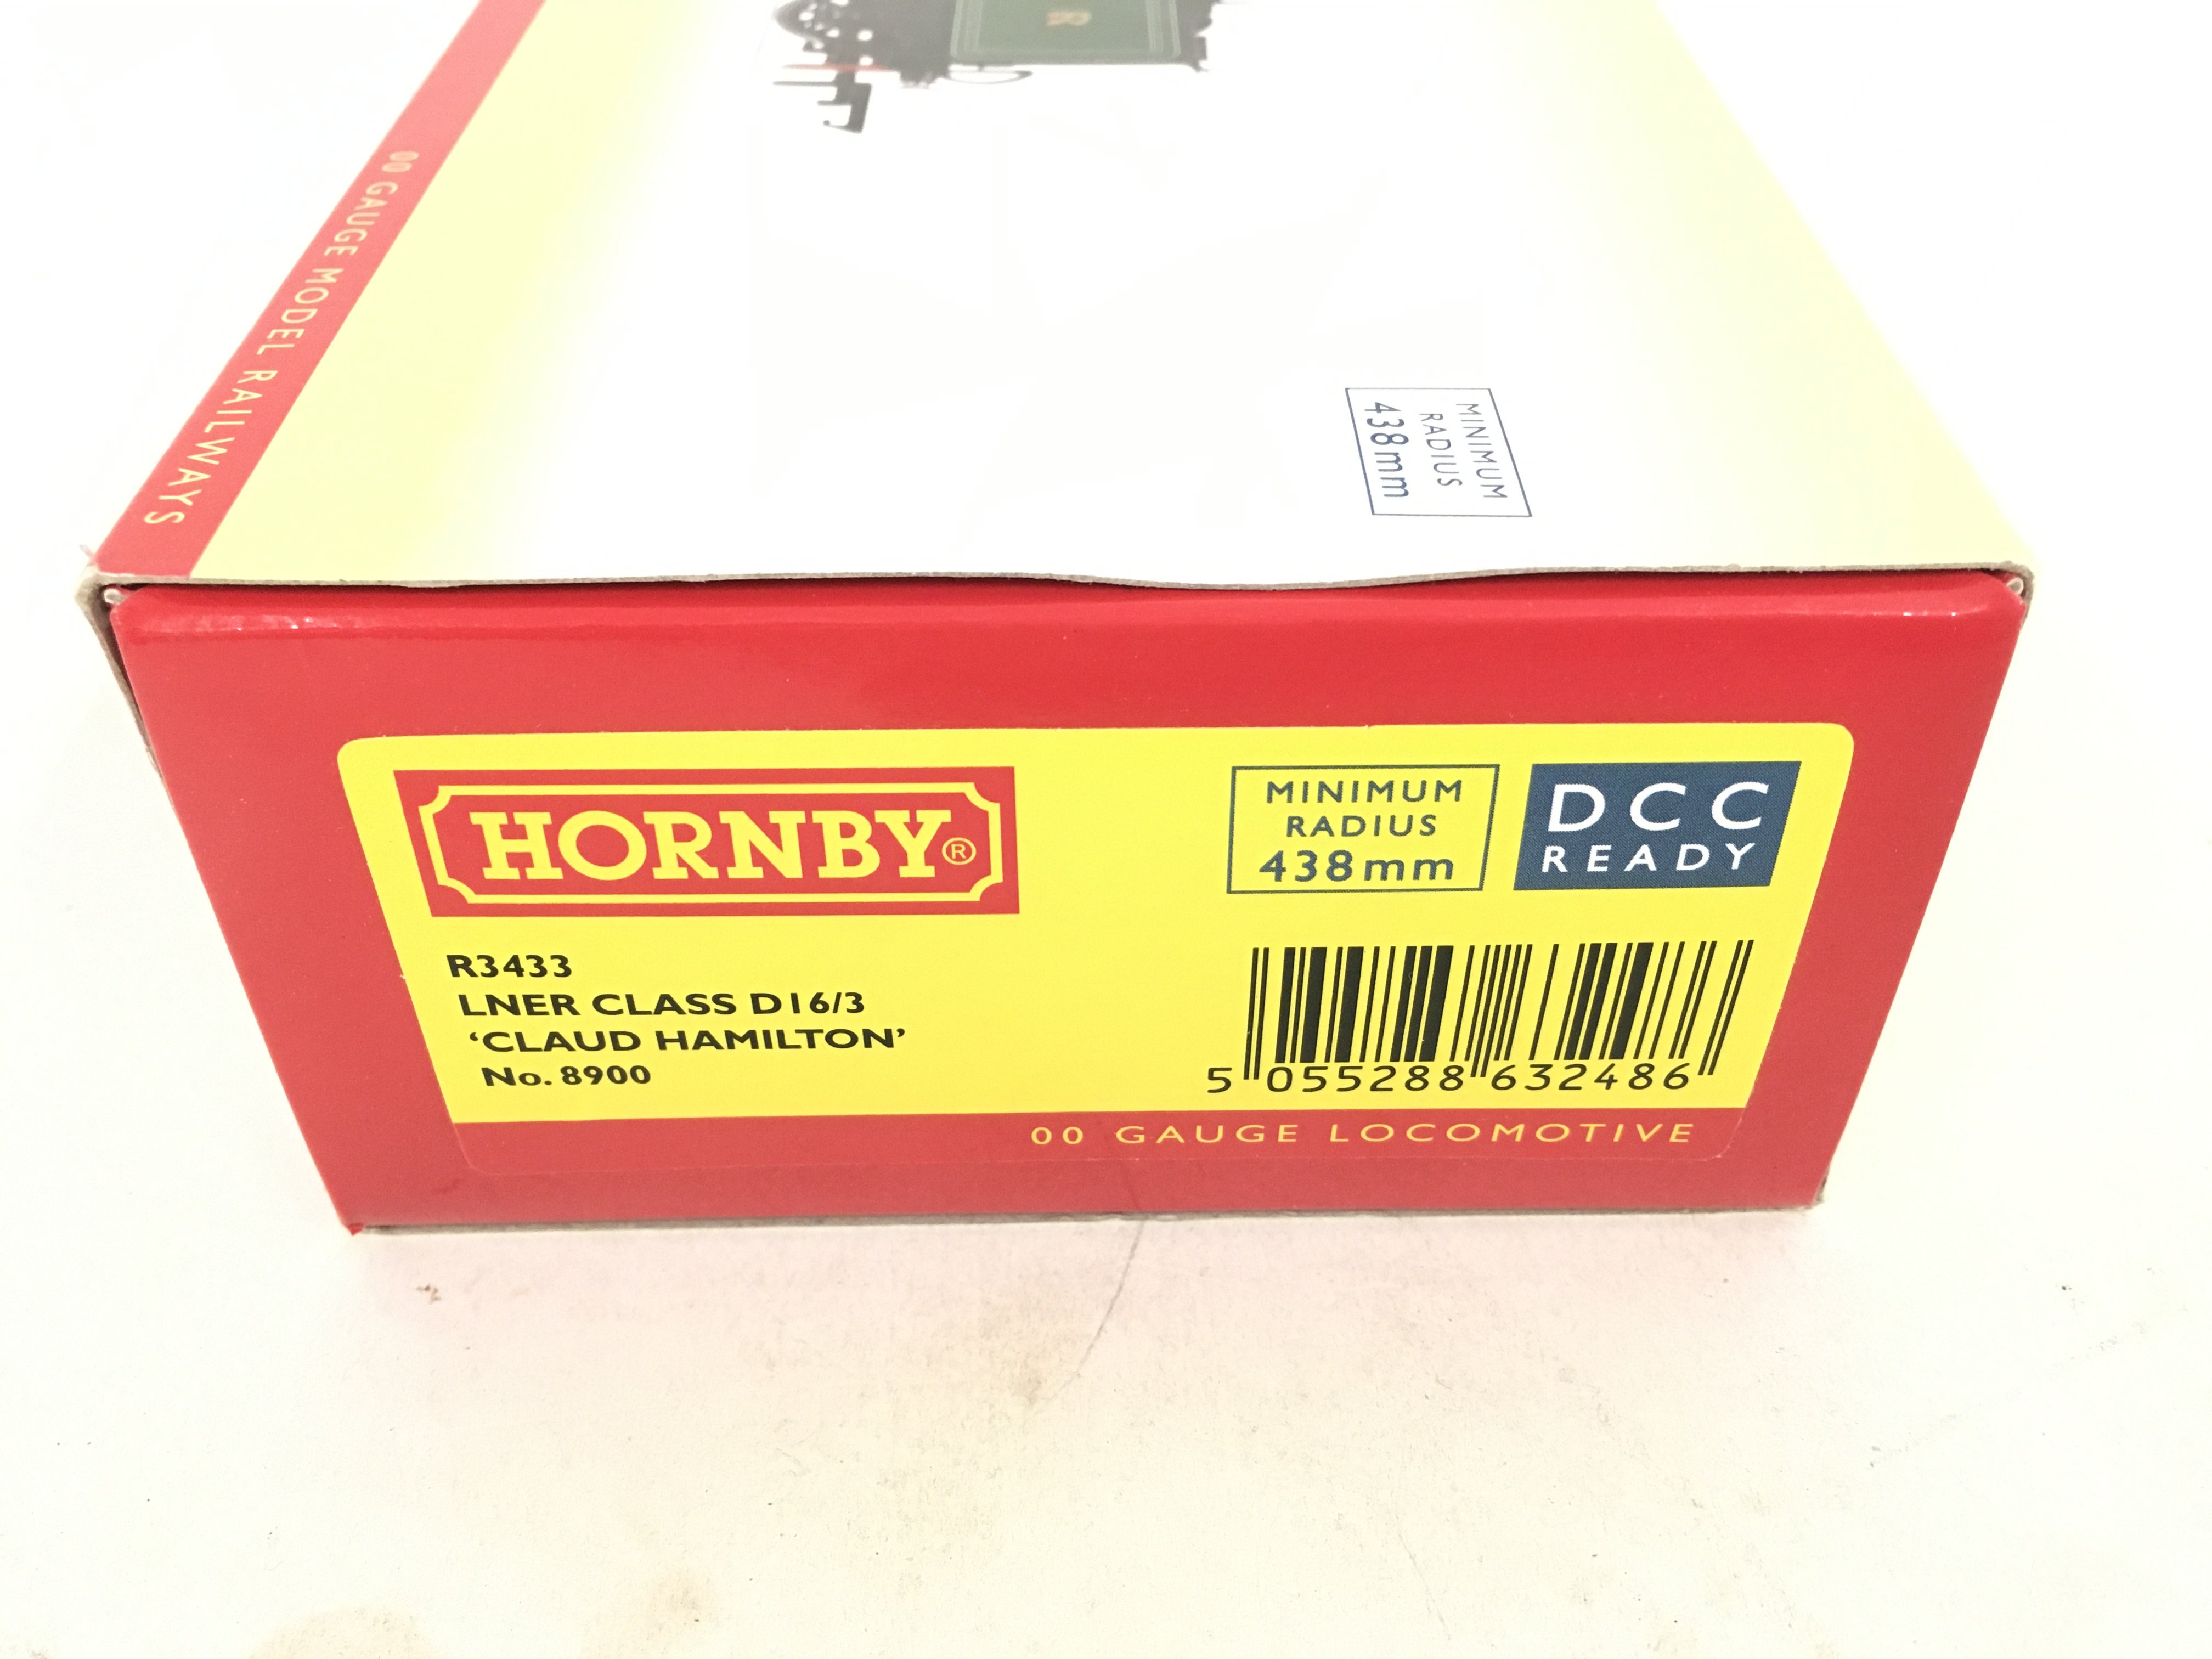 R
00 GAUGE MODEL RAILWAYS
MINIMUM
RADIUS
438mm
HORNBY®
MINIMUM
RADIUS
438mm
DCC
READY
R3433
LNER CLASS D16/3
‘CLAUD HAMILTON’
No. 8900
5 055288 632486
00 GAUGE LOCOMOTIVE